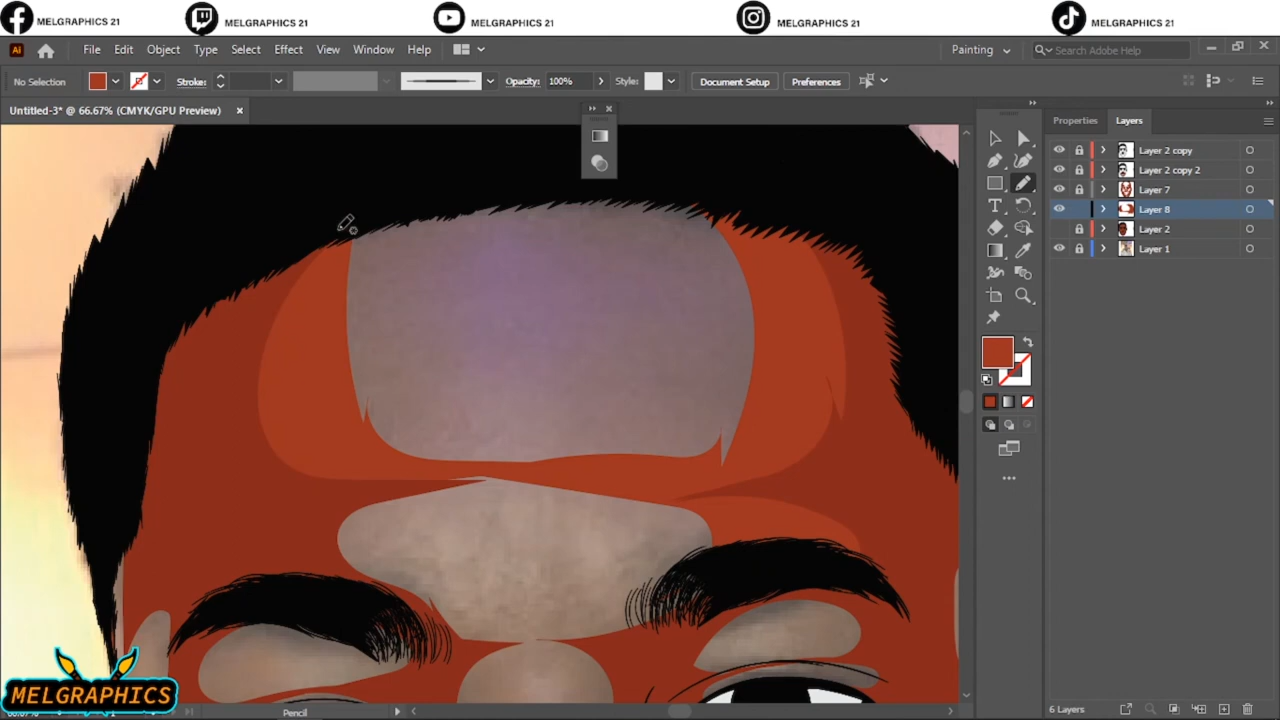 MELGRAPHICS 21 MELGRAPHICS 21 MELGRAPHICS 21 MELGRAPHICS 21 MELGRAPHICS 21
Ai File Edit Object Type Select Effect View Window Help Painting Search Adobe Help
No Selection Stroke: Opacity: 100% Style: Document Setup Preferences
Untitled-3* @ 66.67% (CMYK/GPU Preview)
Properties Layers
Layer 2 copy
Layer 2 copy 2
Layer 7
Layer 8
Layer 2
Layer 1
MELGRAPHICS
Pencil
6 Layers